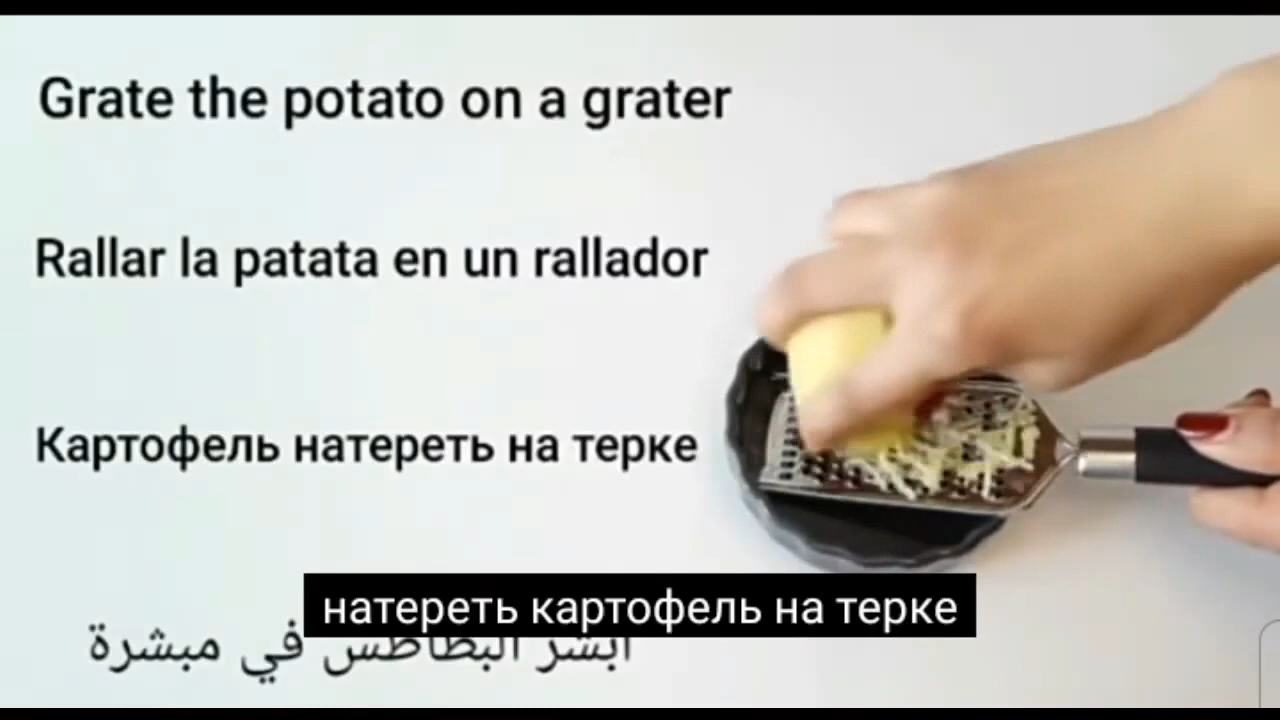 Grate the potato on a grater
Rallar la patata en un rallador
Картофель натереть на терке
натереть картофель на терке
البطاطس في مبشرة